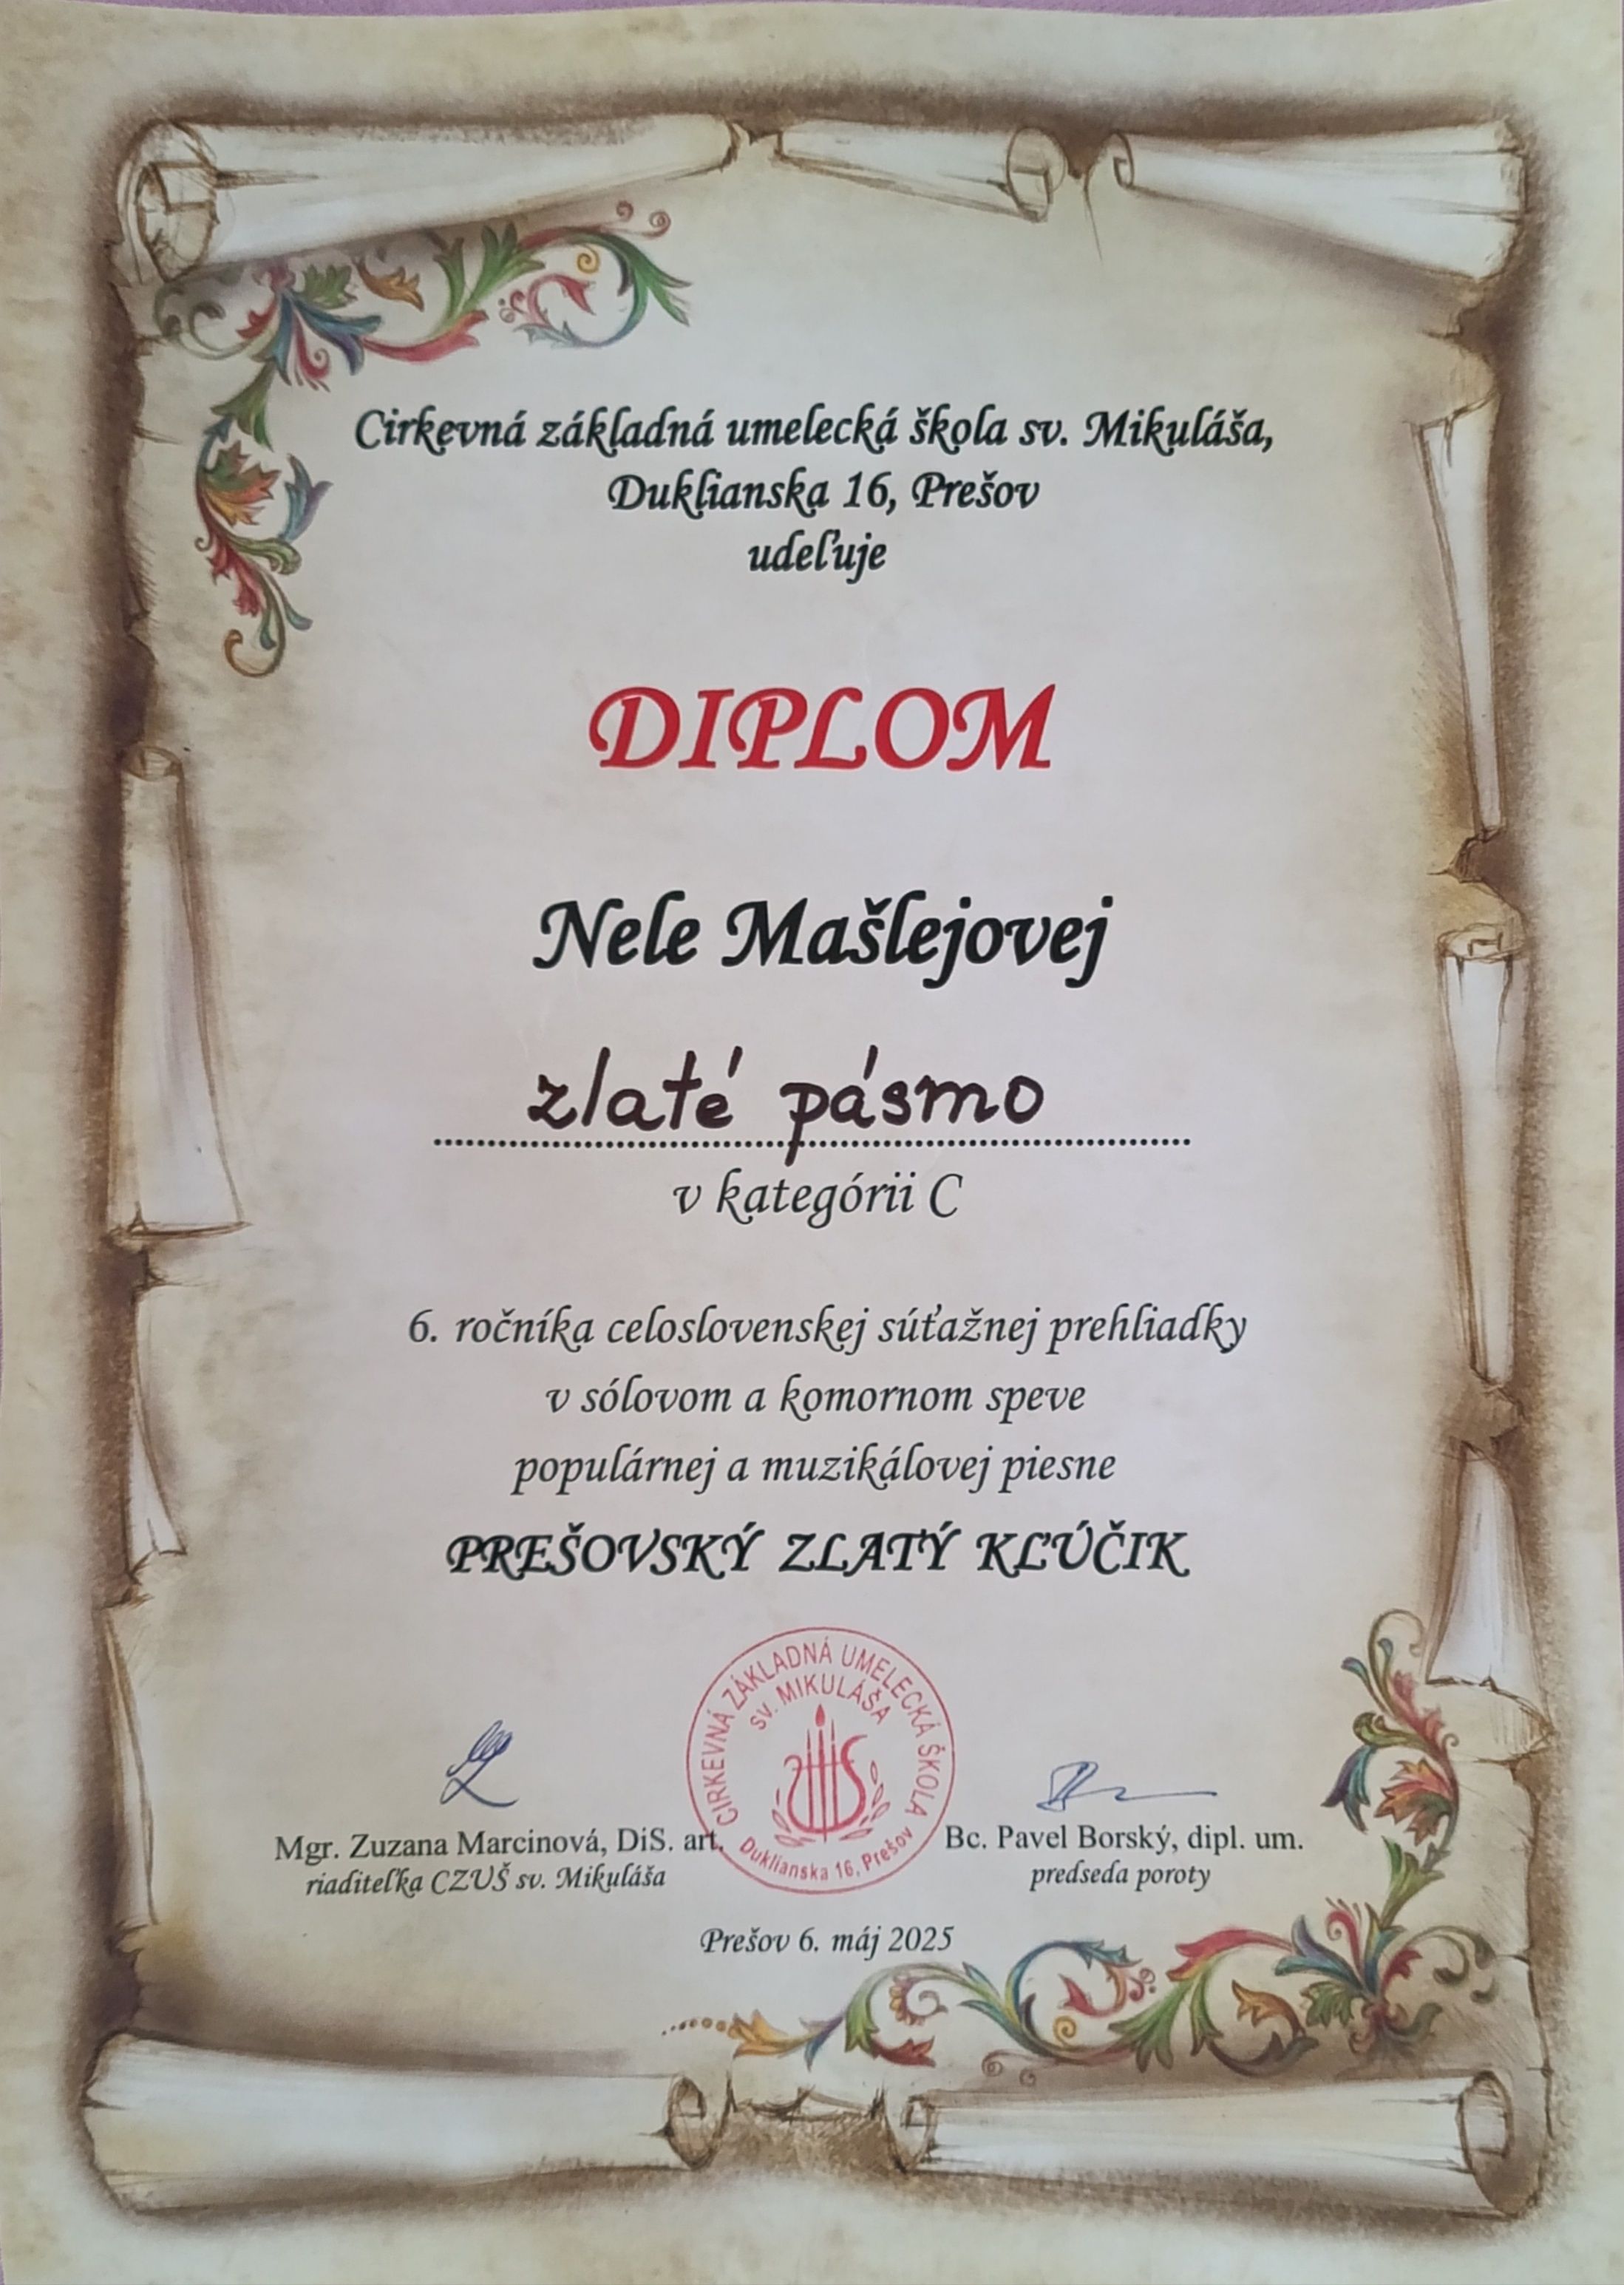 Cirkevná základná umelecká škola sv. Mikuláša,
Duklianska 16, Prešov
udeľuje
DIPLOM
Nele Mašlejovej
zlaté pásmo
v kategórii C
6. ročníka celoslovenskej súťažnej prehliadky
v sólovom a komornom speve
populárnej a muzikálovej piesne
PREŠOVSKÝ ZLATÝ KĽÚČIK
CIRKEVNÁ ZÁKLADNÁ UMELECKÁ ŠKOLA
SV. MIKULÁŠA
Duklianska 16, Prešov
Mgr. Zuzana Marcinová, DiS. art.
riaditeľka CZUŠ sv. Mikuláša
Bc. Pavel Borský, dipl. um.
predseda poroty
Prešov 6. máj 2025